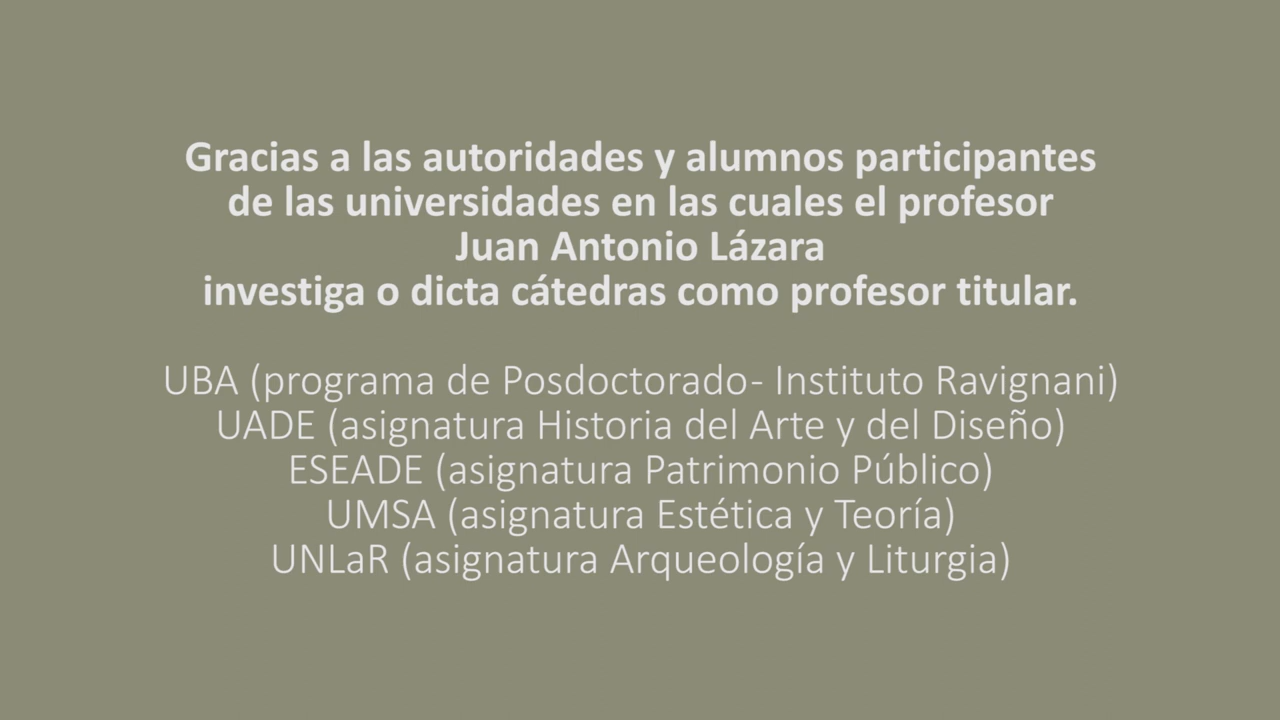 Gracias a las autoridades y alumnos participantes
de las universidades en las cuales el profesor
Juan Antonio Lázara
investiga o dicta cátedras como profesor titular.
UBA (programa de Posdoctorado- Instituto Ravignani)
UADE (asignatura Historia del Arte y del Diseño)
ESEADE (asignatura Patrimonio Público)
UMSA (asignatura Estética y Teoría)
UNLaR (asignatura Arqueología y Liturgia)